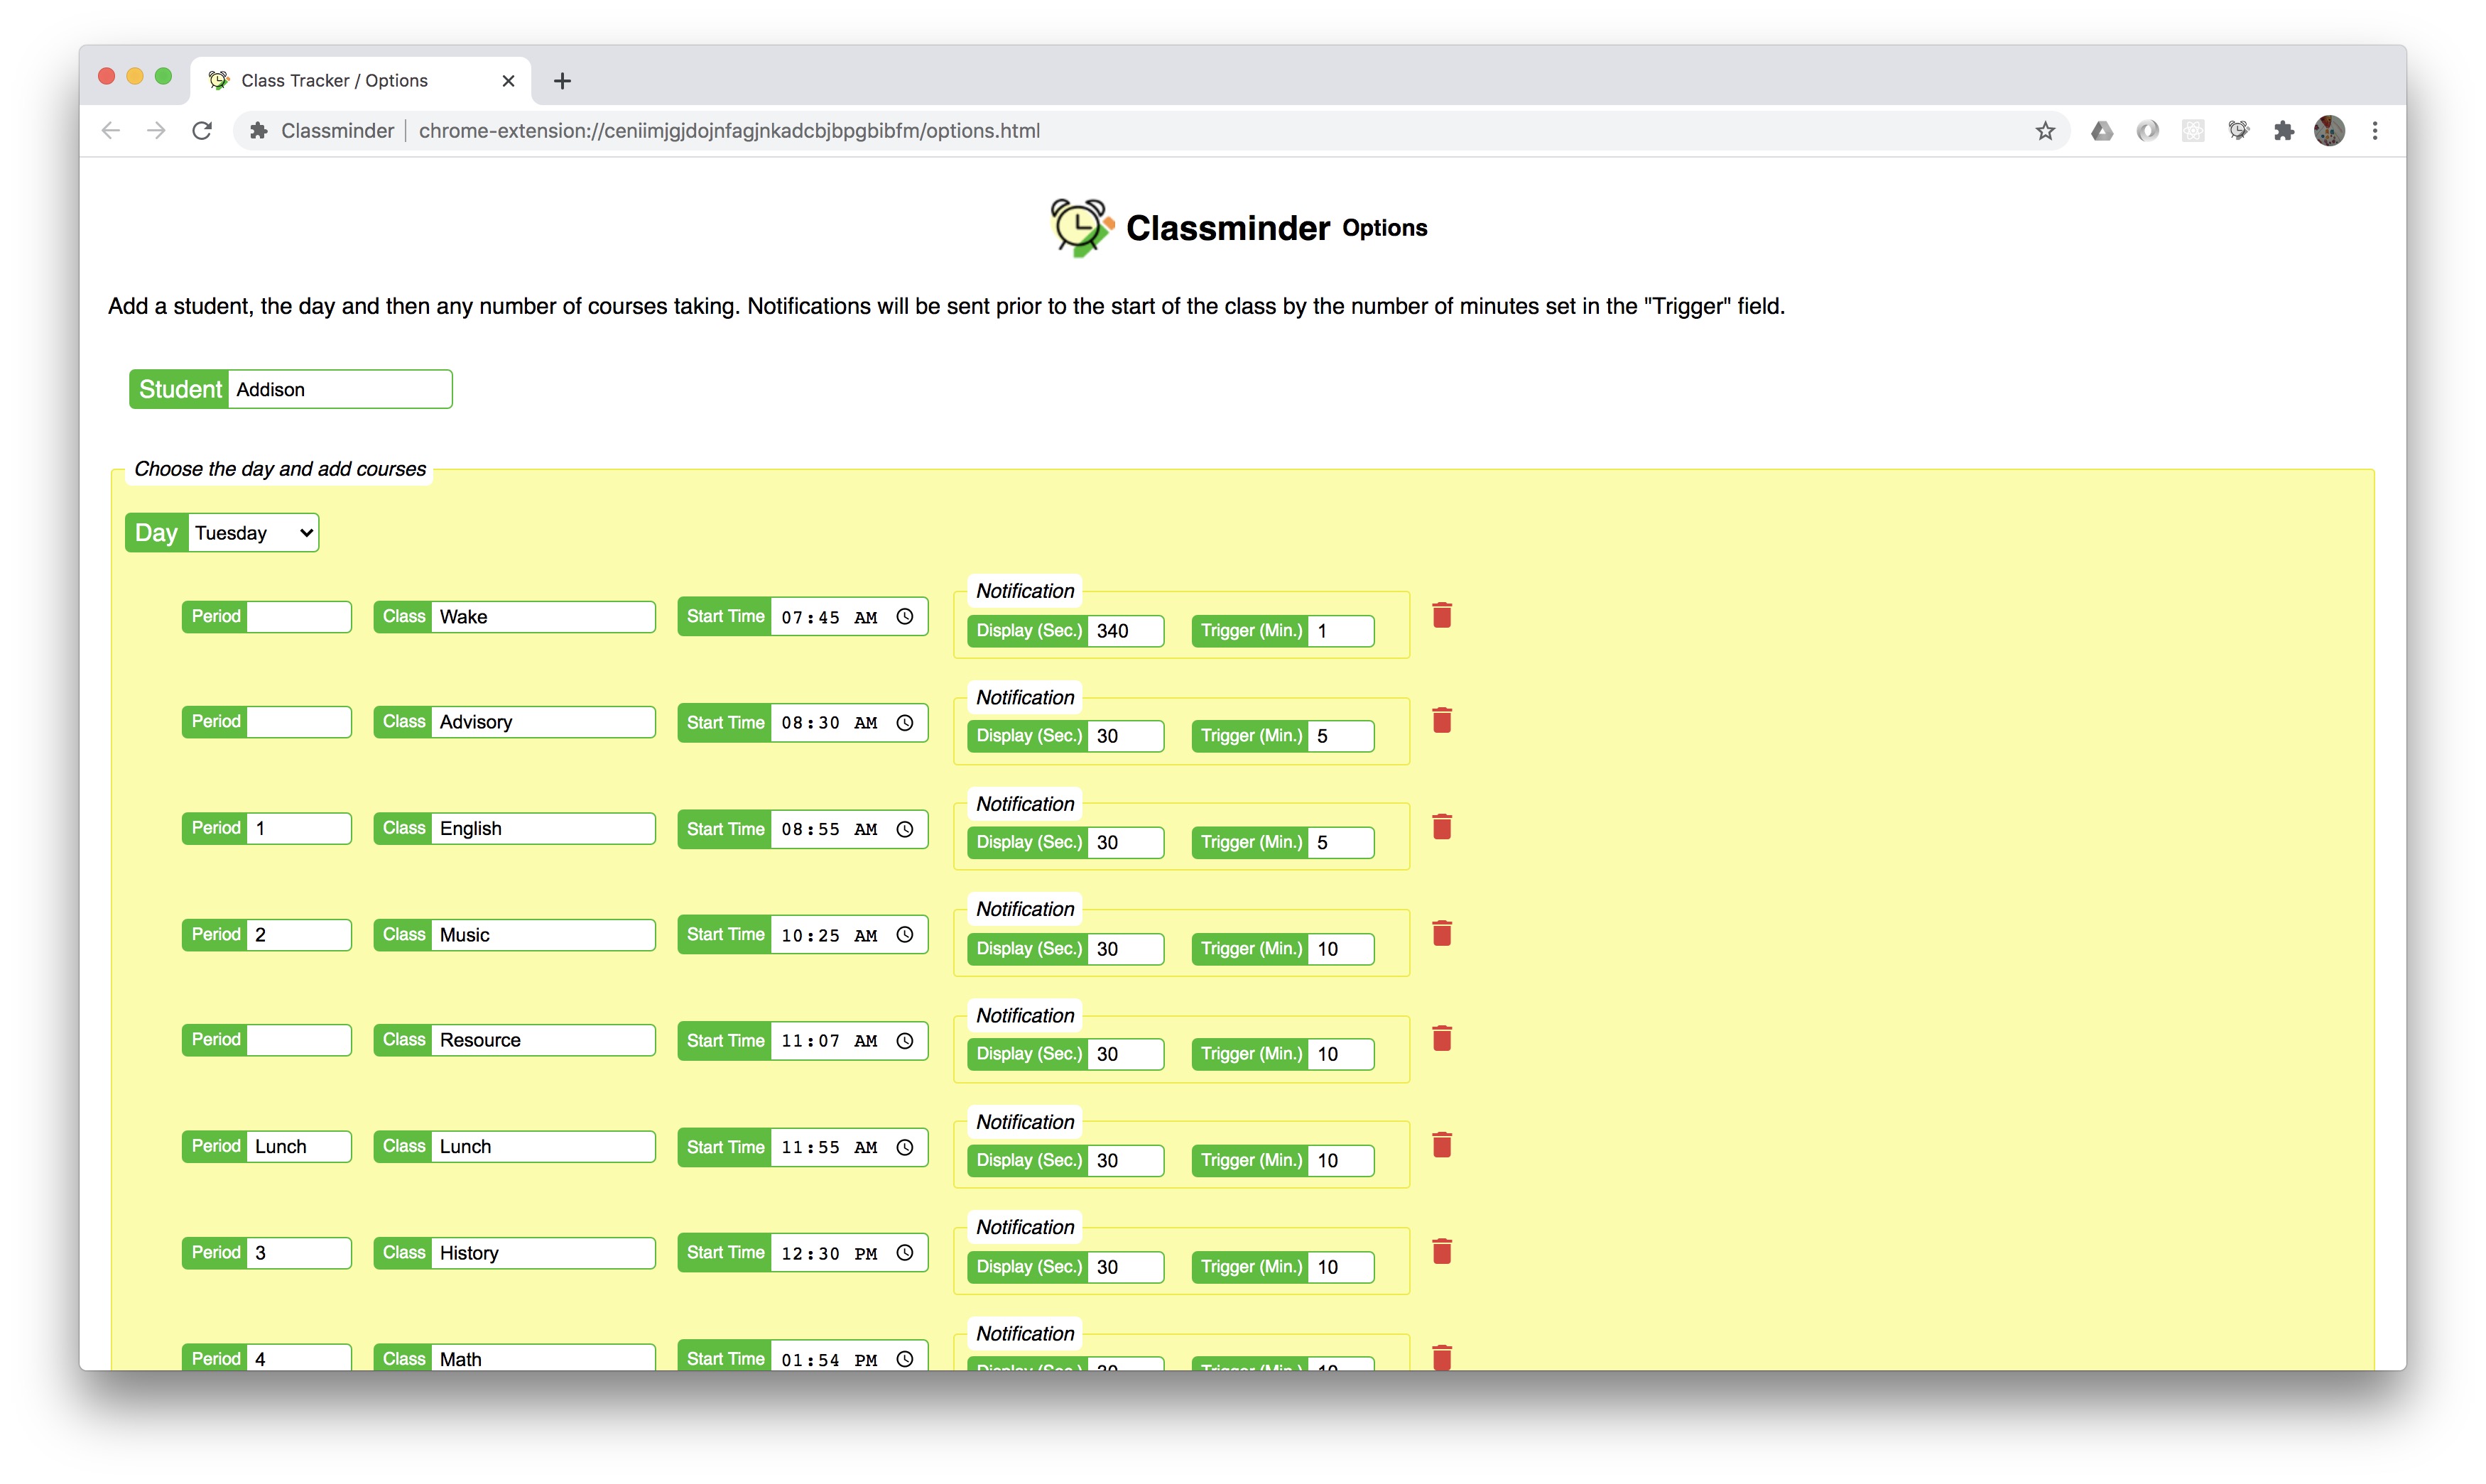 Class Tracker / Options
Classminder | chrome-extension://ceniimjgjdojnfagjnkadcbjbpgbibfm/options.html
Classminder Options
Add a student, the day and then any number of courses taking. Notifications will be sent prior to the start of the class by the number of minutes set in the "Trigger" field.
Student Addison
Choose the day and add courses
Day Tuesday
Notification
Period Class Wake Start Time 07:45 AM Display (Sec.) 340 Trigger (Min.) 1
Notification
Period Class Advisory Start Time 08:30 AM Display (Sec.) 30 Trigger (Min.) 5
Notification
Period 1 Class English Start Time 08:55 AM Display (Sec.) 30 Trigger (Min.) 5
Notification
Period 2 Class Music Start Time 10:25 AM Display (Sec.) 30 Trigger (Min.) 10
Notification
Period Class Resource Start Time 11:07 AM Display (Sec.) 30 Trigger (Min.) 10
Notification
Period Lunch Class Lunch Start Time 11:55 AM Display (Sec.) 30 Trigger (Min.) 10
Notification
Period 3 Class History Start Time 12:30 PM Display (Sec.) 30 Trigger (Min.) 10
Notification
Period 4 Class Math Start Time 01:54 PM Display (Sec.) 30 Trigger (Min.) 10